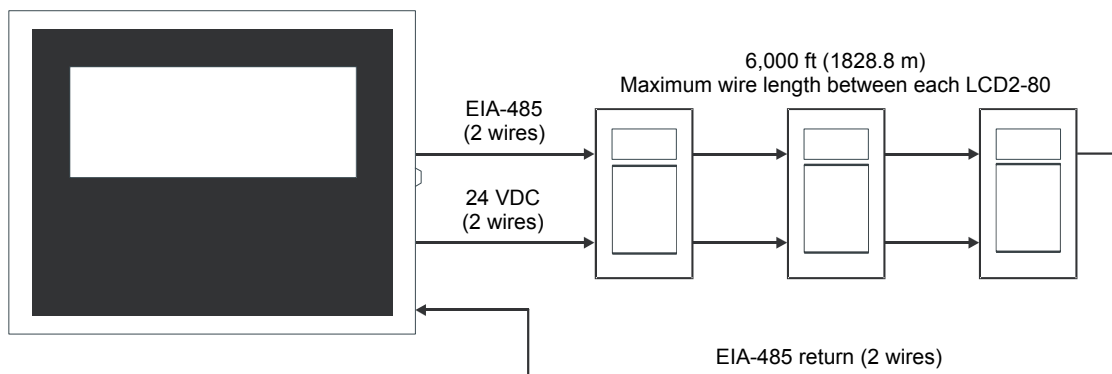 6,000 ft (1828.8 m)
Maximum wire length between each LCD2-80
EIA-485
(2 wires)
24 VDC
(2 wires)
EIA-485 return (2 wires)